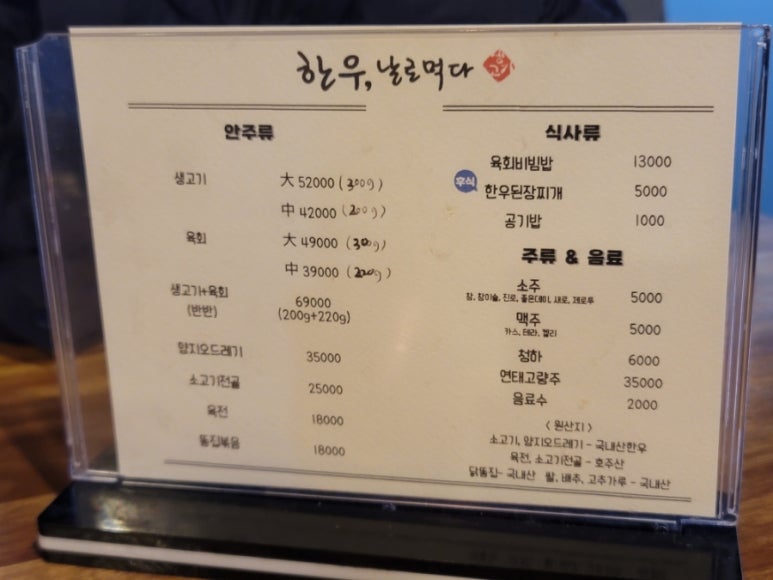 한우, 날로먹다 생고기
안주류
생고기 大 52000 (300g)
中 42000 (200g)
육회 大 49000 (300g)
中 39000 (200g)
생고기+육회 69000
(반반) (200g+220g)
양지오드레기 35000
소고기전골 25000
육전 18000
똥집볶음 18000
식사류
육회비빔밥 13000
후식 한우된장찌개 5000
공기밥 1000
주류 & 음료
소주 5000
참, 참이슬, 진로, 좋은데이, 새로, 제로투
맥주 5000
카스, 테라, 켈리
청하 6000
연태고량주 35000
음료수 2000
< 원산지 >
소고기, 양지오드레기 - 국내산한우
육전, 소고기전골 - 호주산
닭똥집 - 국내산 쌀, 배추, 고추가루 - 국내산